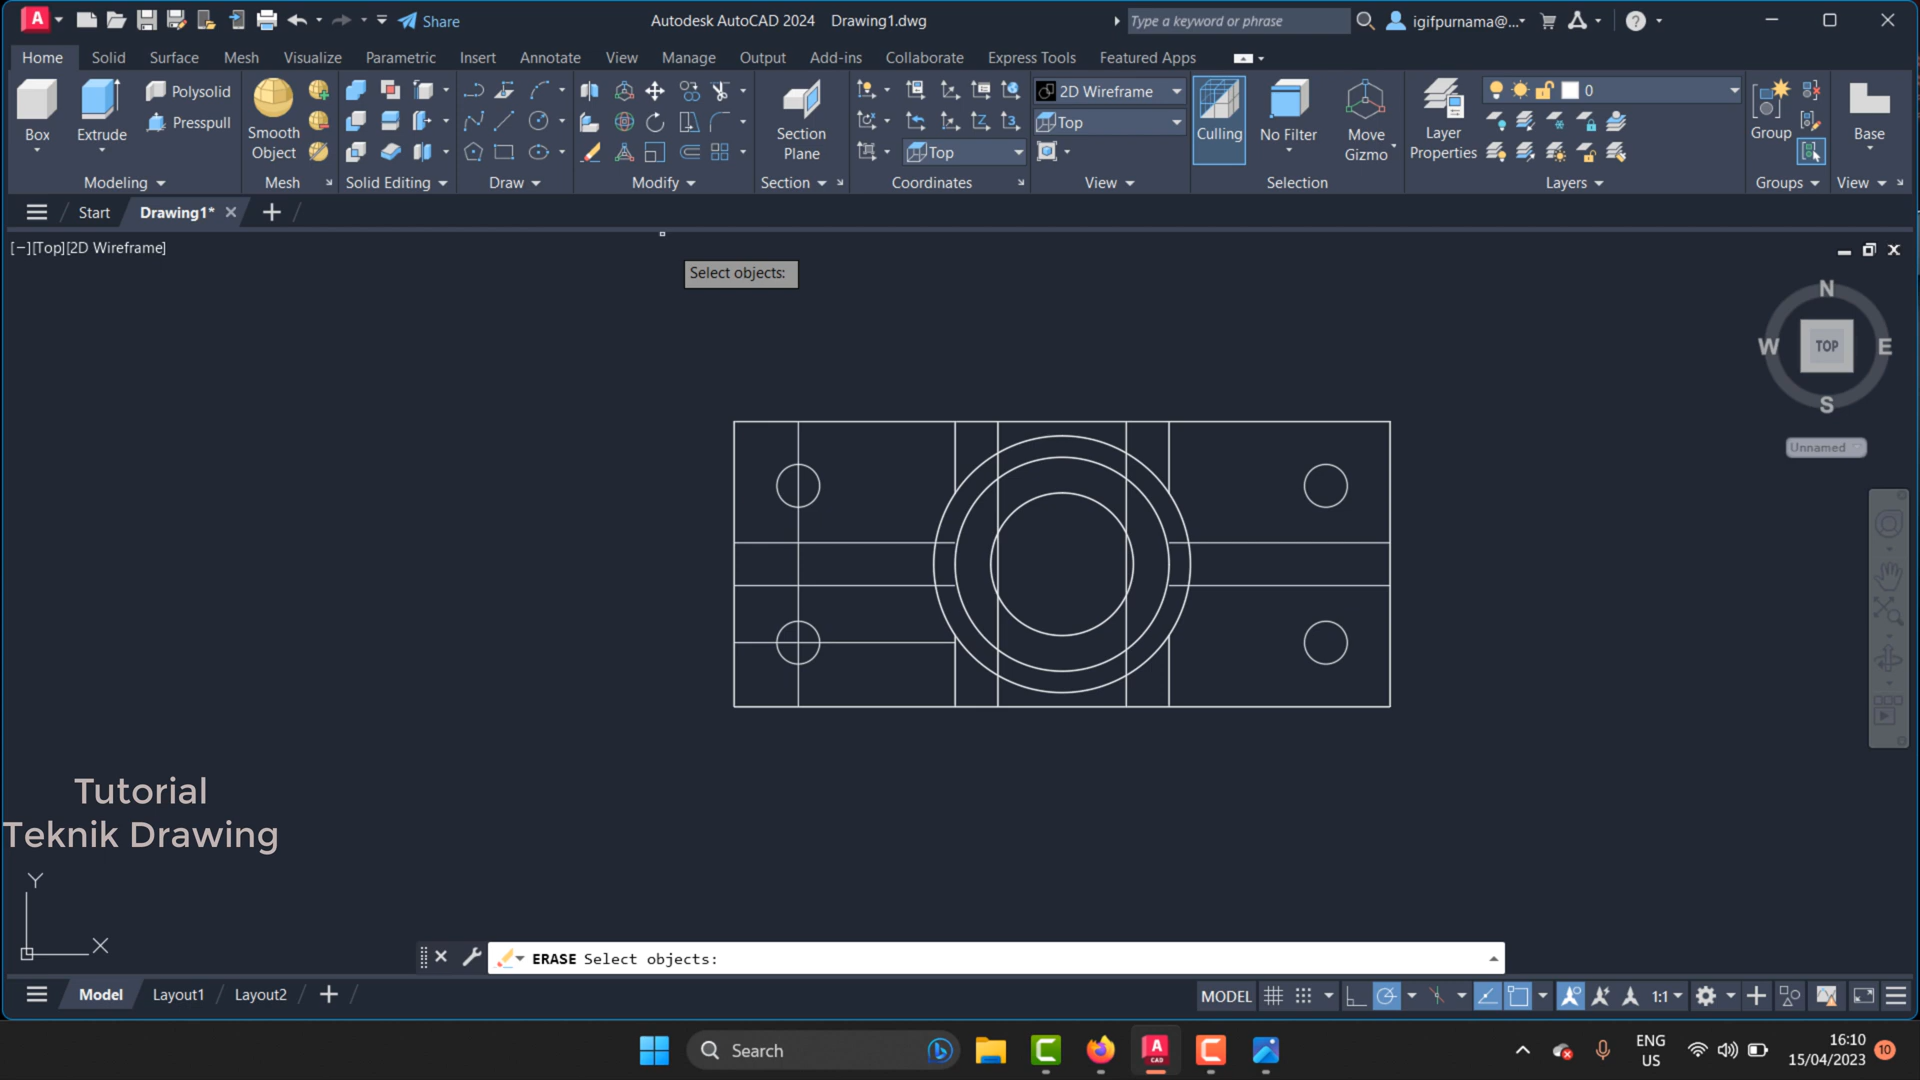 Share
Autodesk AutoCAD 2024 Drawing1.dwg
Type a keyword or phrase
igifpurnama@...
Home Solid Surface Mesh Visualize Parametric Insert Annotate View Manage Output Add-ins Collaborate Express Tools Featured Apps
Box
Extrude
Polysolid
Presspull
Modeling
Smooth
Object
Mesh
Solid Editing
Draw
Modify
Section
Plane
Section
Top
Coordinates
2D Wireframe
Top
View
Culling
No Filter
Move
Gizmo
Selection
Layer
Properties
0
Layers
Group
Groups
Base
View
Start
Drawing1*
[−][Top][2D Wireframe]
Select objects:
N
W
TOP
E
S
Unnamed
Tutorial
Teknik Drawing
Y
X
ERASE Select objects:
Model
Layout1
Layout2
MODEL
1:1
Search
ENG
US
16:10
15/04/2023
10